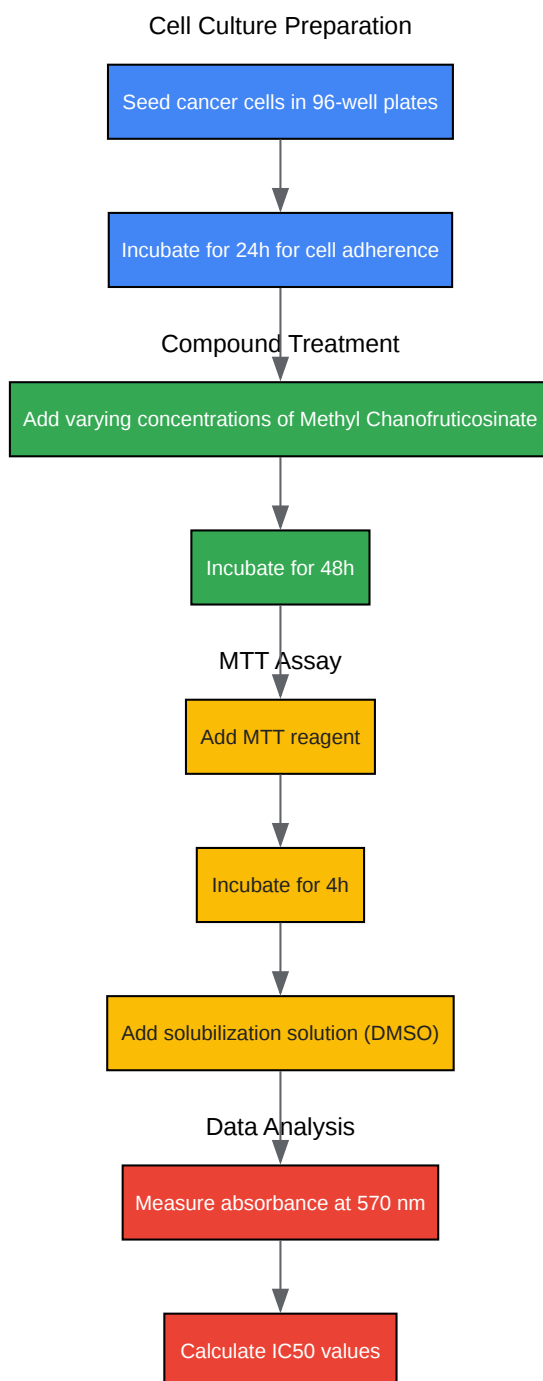 Cell Culture Preparation
Seed cancer cells in 96-well plates
Incubate for 24h for cell adherence
Compound Treatment
Add varying concentrations of Methyl Chanofruticosinate
Incubate for 48h
MTT Assay
Add MTT reagent
Incubate for 4h
Add solubilization solution (DMSO)
Data Analysis
Measure absorbance at 570 nm
Calculate IC50 values